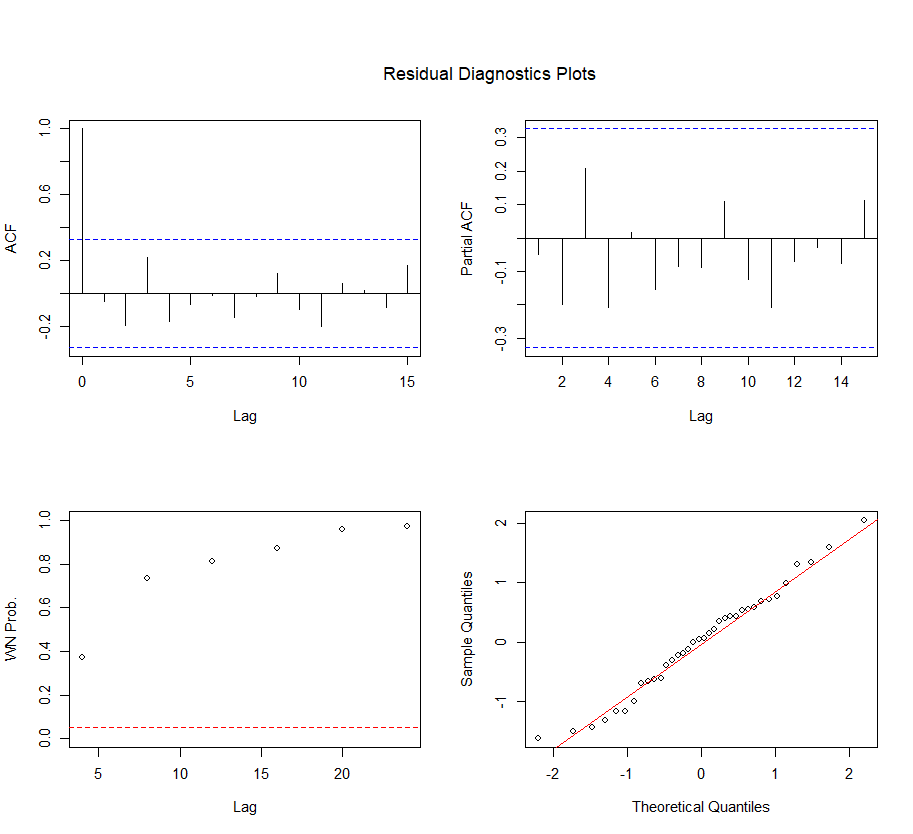 Residual Diagnostics Plots
ACF
-0.2 0.2 0.6 1.0
0 5 10 15
Lag
Partial ACF
-0.3 -0.1 0.1 0.2 0.3
2 4 6 8 10 12 14
Lag
WN Prob.
0.0 0.2 0.4 0.6 0.8 1.0
5 10 15 20
Lag
Sample Quantiles
-1 0 1 2
-2 -1 0 1 2
Theoretical Quantiles